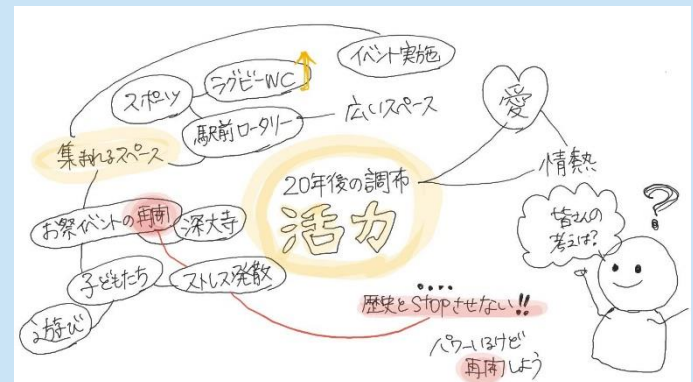 イベント実施
ラグビーWC
スポーツ
駅前ロータリー
広いスペース
集まれるスペース
愛
情熱
20年後の調布
活力
お祭イベントの再開
深大寺
子どもたち
ストレス発散
遊び
歴史とStopさせない!!
パワーいるけど
再開しよう
皆さんの
考えは?
?